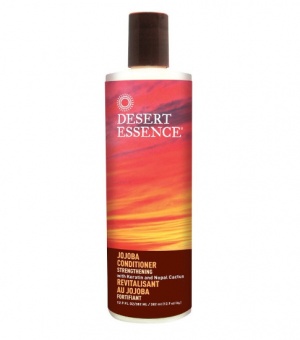 DESERT
ESSENCE®
JOJOBA
CONDITIONER
STRENGTHENING
with Keratin and Nopal Cactus
REVITALISANT
AU JOJOBA
FORTIFIANT